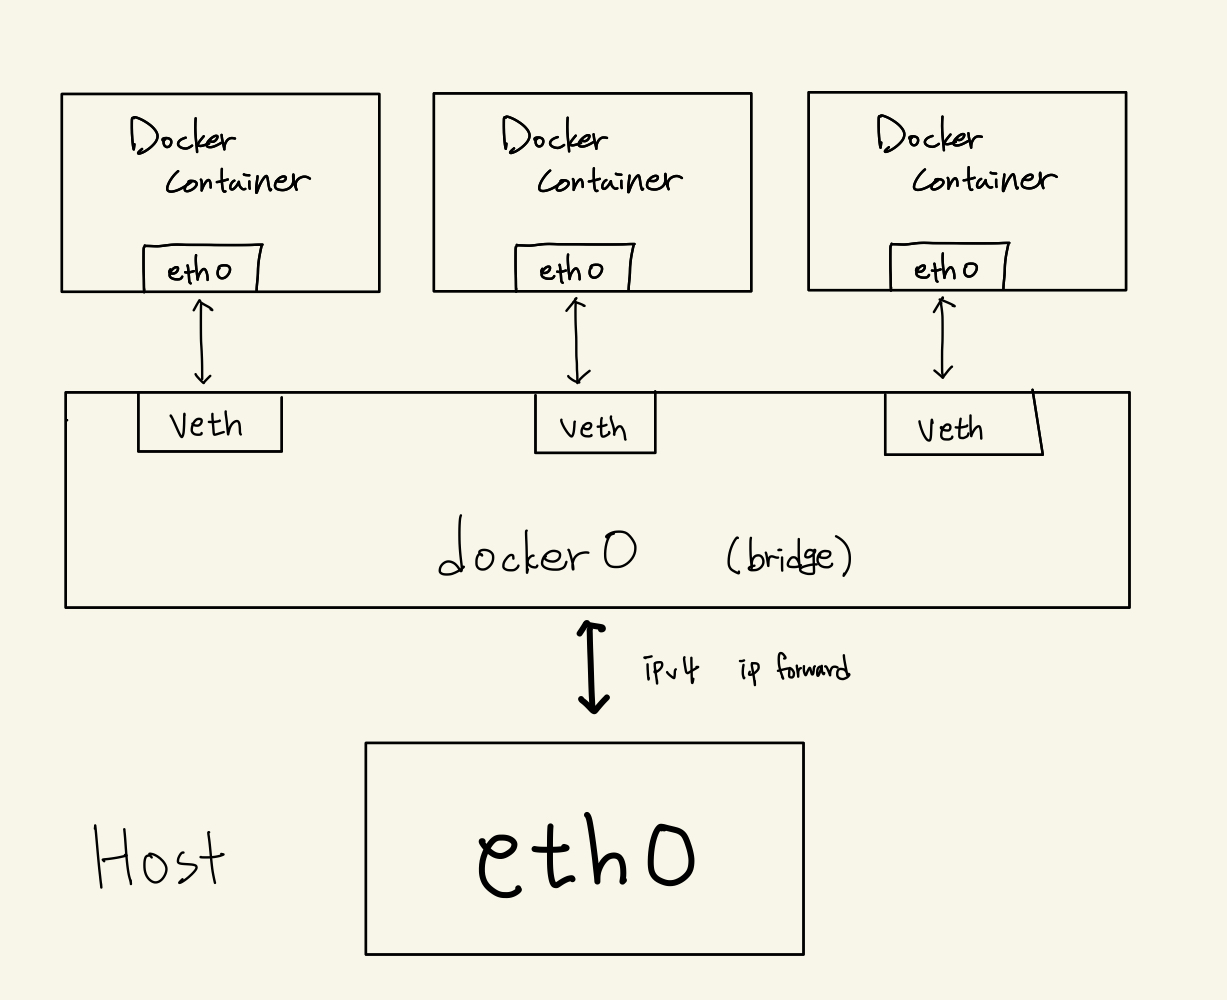 Docker
Container
eth0
Docker
Container
eth0
Docker
Container
eth0
Veth
veth
veth
docker0 (bridge)
ipv4 ip forward
Host
eth0